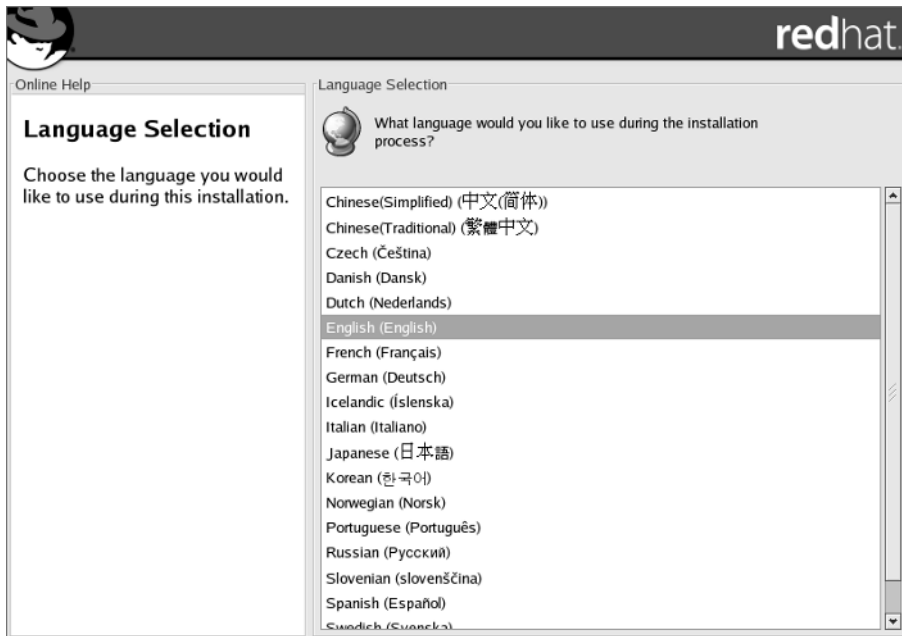 redhat.
Online Help
Language Selection
Choose the language you would
like to use during this installation.
Language Selection
What language would you like to use during the installation
process?
Chinese(Simplified) (中文(简体))
Chinese(Traditional) (繁體中文)
Czech (Čeština)
Danish (Dansk)
Dutch (Nederlands)
English (English)
French (Français)
German (Deutsch)
Icelandic (Íslenska)
Italian (Italiano)
Japanese (日本語)
Korean (한국어)
Norwegian (Norsk)
Portuguese (Português)
Russian (Русский)
Slovenian (slovenščina)
Spanish (Español)
Swedish (Svenska)